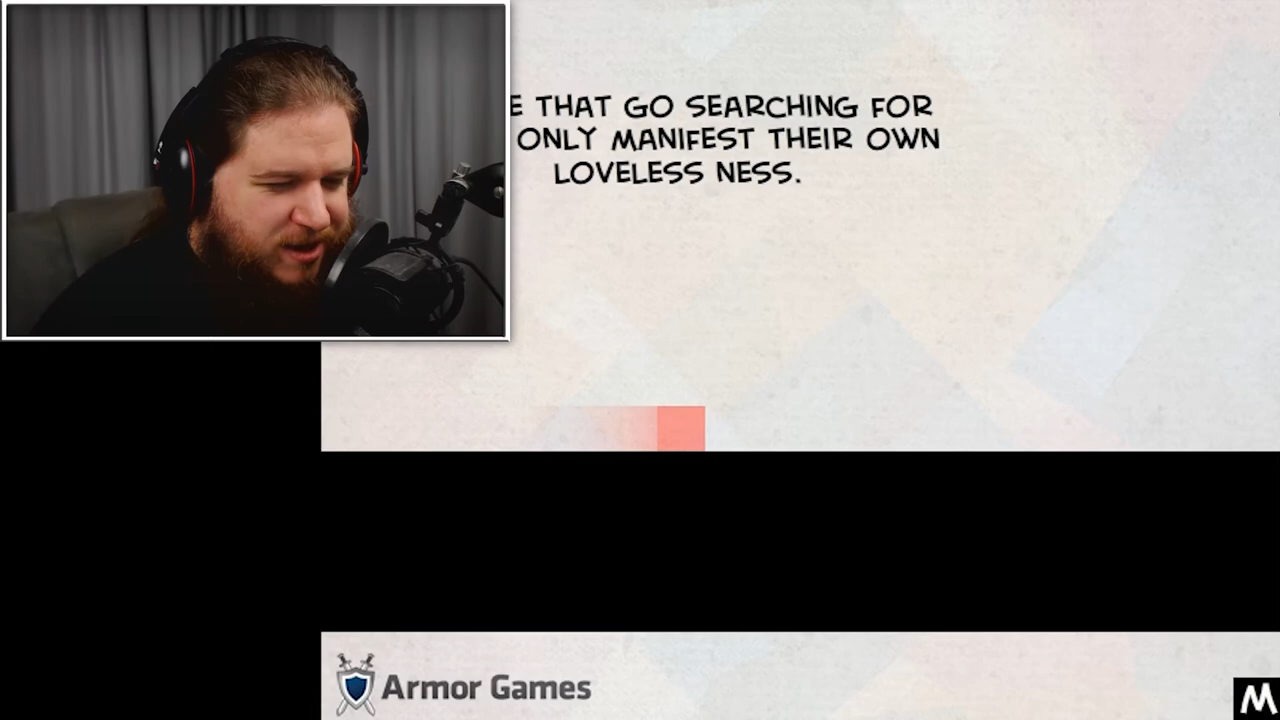 THAT GO SEARCHING FOR
ONLY MANIFEST THEIR OWN
LOVELESS NESS.
Armor Games
M